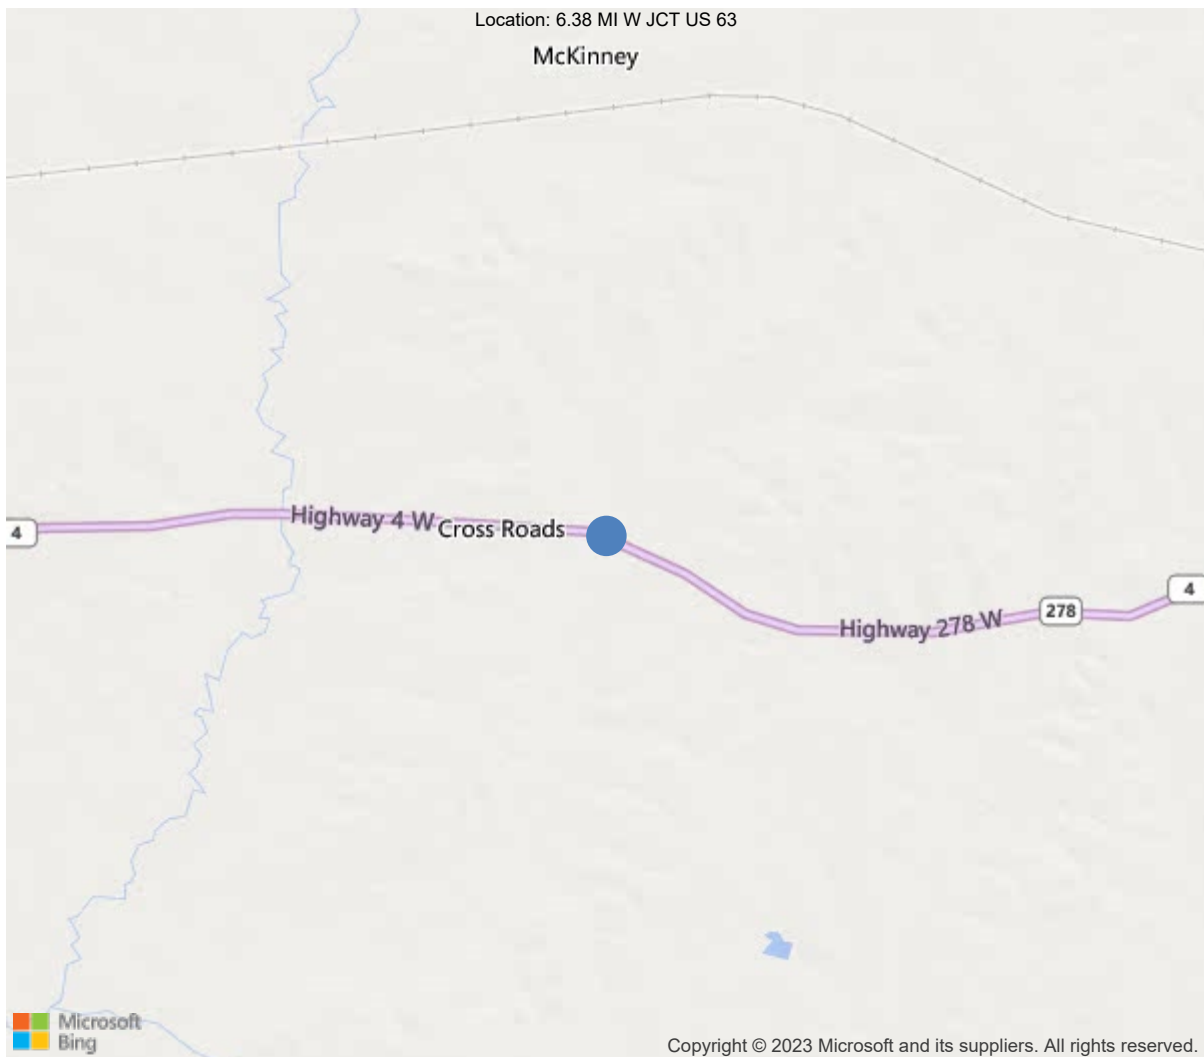 Location: 6.38 MI W JCT US 63
McKinney
Highway 4 W
Cross Roads
4
4
278
Highway 278 W
Microsoft
Bing
Copyright © 2023 Microsoft and its suppliers. All rights reserved.